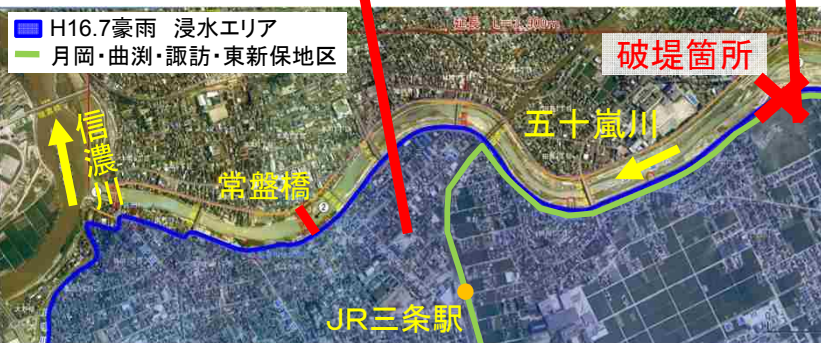 H16.7豪雨 浸水エリア
月岡・曲渕・諏訪・東新保地区
破堤箇所
五十嵐川
信濃川
常盤橋
②
JR三条駅